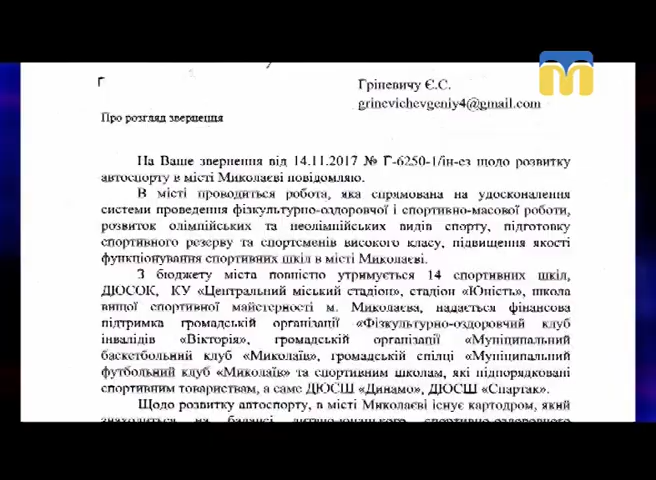 Гріневичу Є.С.
grinevichevgeniy4@gmail.com
Про розгляд звернення
На Ваше звернення від 14.11.2017 № Г-6250-1/ін-ез щодо розвитку
автоспорту в місті Миколаєві повідомляю.
В місті проводиться робота, яка спрямована на удосконалення
системи проведення фізкультурно-оздоровчої і спортивно-масової роботи,
розвиток олімпійських та неолімпійських видів спорту, підготовку
спортивного резерву та спортсменів високого класу, підвищення якості
функціонування спортивних шкіл в місті Миколаєві.
З бюджету міста повністю утримується 14 спортивних шкіл,
ДЮСОК, КУ «Центральний міський стадіон», стадіон «Юність», школа
вищої спортивної майстерності м. Миколаєва, надається фінансова
підтримка громадській організації «Фізкультурно-оздоровчий клуб
інвалідів «Вікторія», громадській організації «Муніципальний
баскетбольний клуб «Миколаїв», громадській спілці «Муніципальний
футбольний клуб «Миколаїв» та спортивним школам, які підпорядковані
спортивним товариствам, а саме ДЮСШ «Динамо», ДЮСШ «Спартак».
Щодо розвитку автоспорту, в місті Миколаєві існує картодром, який